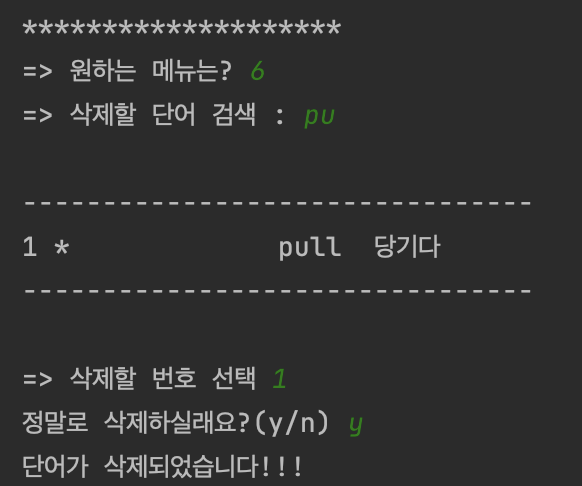 ********************
=> 원하는 메뉴는? 6
=> 삭제할 단어 검색 : pu
--------------------------------
1 *             pull  당기다
--------------------------------
=> 삭제할 번호 선택 1
정말로 삭제하실래요?(y/n) y
단어가 삭제되었습니다!!!